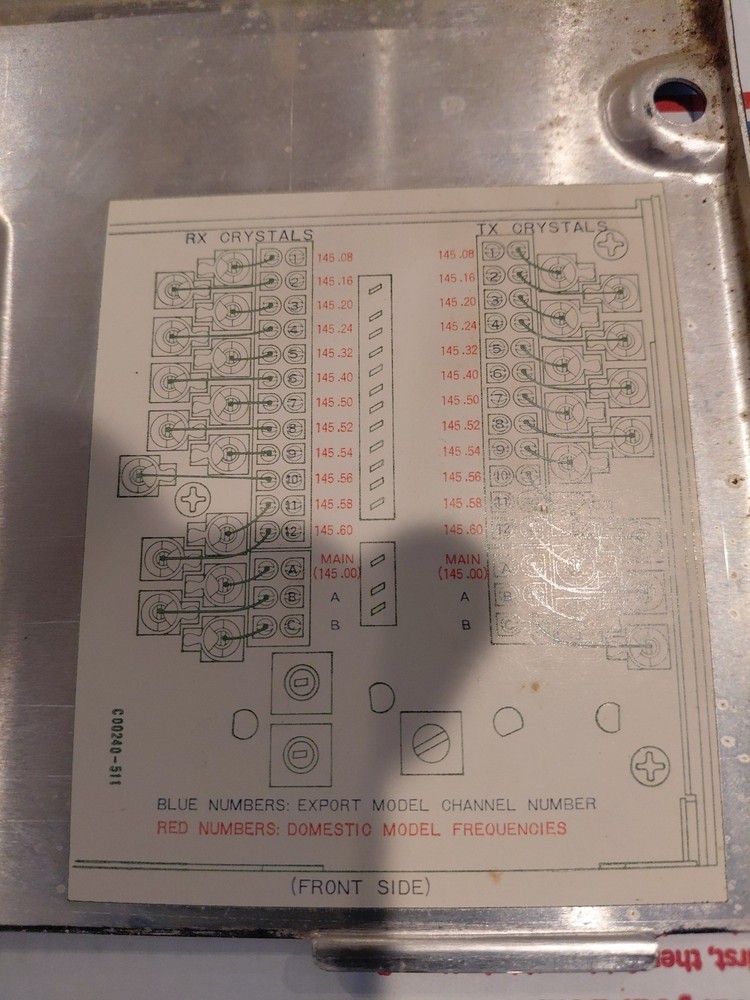 RX CRYSTALS TX CRYSTALS
1 145.08 145.08 1
2 145.16 145.16 2
3 145.20 145.20 3
4 145.24 145.24 4
5 145.32 145.32 5
6 145.40 145.40 6
7 145.50 145.50 7
8 145.52 145.52 8
9 145.54 145.54 9
10 145.56 145.56 10
11 145.58 145.58 11
12 145.60 145.60 12
MAIN MAIN
A (145.00) (145.00) A
B A A B
C B B C
C00240-511
BLUE NUMBERS: EXPORT MODEL CHANNEL NUMBER
RED NUMBERS: DOMESTIC MODEL FREQUENCIES
(FRONT SIDE)